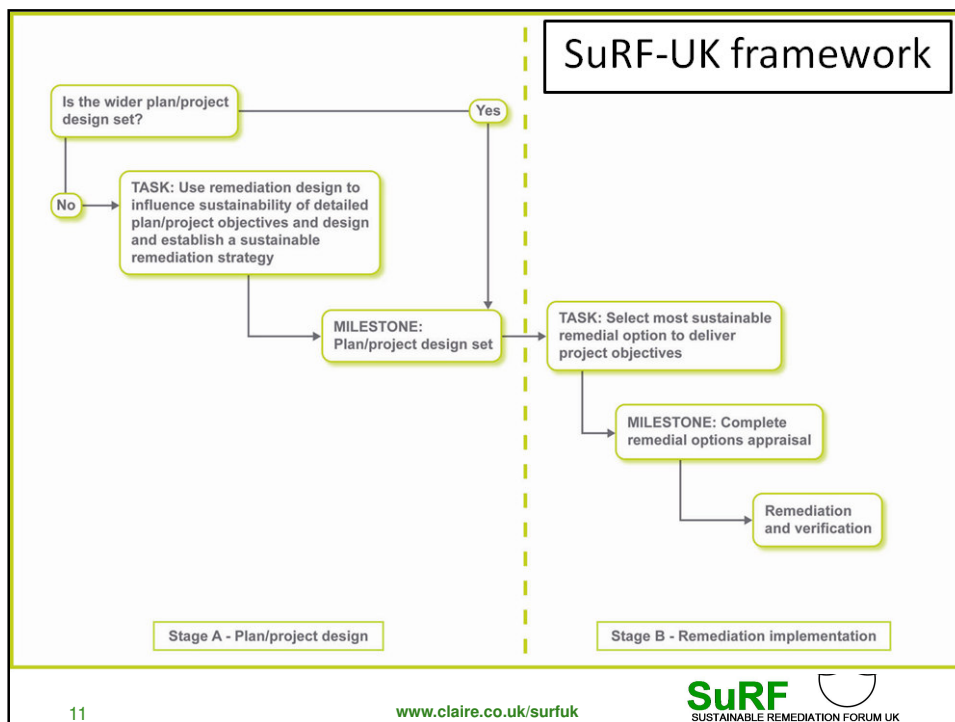 SuRF-UK framework
Is the wider plan/project
design set?
Yes
No
TASK: Use remediation design to
influence sustainability of detailed
plan/project objectives and design
and establish a sustainable
remediation strategy
MILESTONE:
Plan/project design set
TASK: Select most sustainable
remedial option to deliver
project objectives
MILESTONE: Complete
remedial options appraisal
Remediation
and verification
Stage A - Plan/project design
Stage B - Remediation implementation
11
www.claire.co.uk/surfuk
SuRF
SUSTAINABLE REMEDIATION FORUM UK